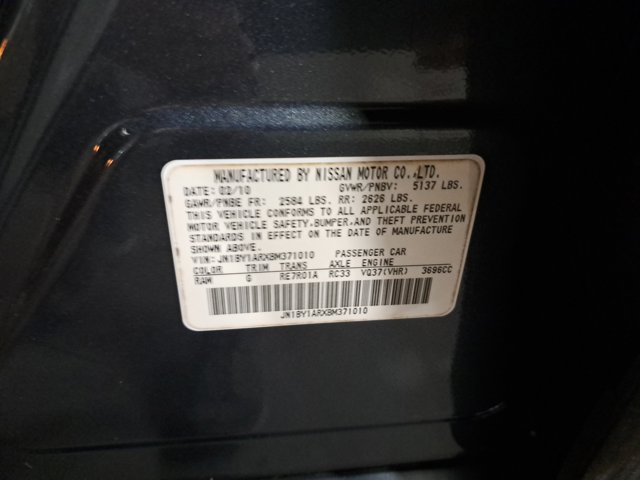 MANUFACTURED BY NISSAN MOTOR CO.,LTD.
DATE: 02/10 GVWR/PNBV: 5137 LBS.
GAWR/PNBE FR: 2584 LBS. RR: 2626 LBS.
THIS VEHICLE CONFORMS TO ALL APPLICABLE FEDERAL
MOTOR VEHICLE SAFETY,BUMPER,AND THEFT PREVENTION
STANDARDS IN EFFECT ON THE DATE OF MANUFACTURE
SHOWN ABOVE.
VIN: JN1BY1ARXBM371010 PASSENGER CAR
COLOR TRIM TRANS AXLE ENGINE
RAM G RE7R01A RC33 VQ37(VHR) 3696CC
JN1BY1ARXBM371010